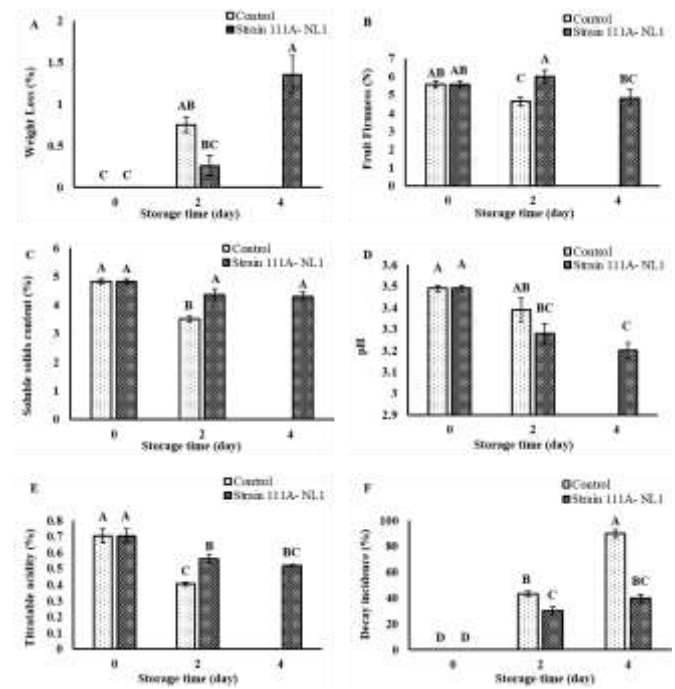 A
Control
Strain 111A- NL1
Weight Loss (%)
2
1.5
1
0.5
0
C C
AB
BC
A
0 2 4
Storage time (day)
B
Control
Strain 111A- NL1
Fruit Firmness (N)
7
6
5
4
3
2
1
0
AB AB
C
A
BC
0 2 4
Storage time (day)
C
Control
Strain 111A- NL1
Soluble solids content (%)
6
5
4
3
2
1
0
A A
B
A
A
0 2 4
Storage time (day)
D
Control
Strain 111A- NL1
pH
3.6
3.5
3.4
3.3
3.2
3.1
3
2.9
A A
AB
BC
C
0 2 4
Storage time (day)
E
Control
Strain 111A- NL1
Titratable acidity (%)
0.8
0.7
0.6
0.5
0.4
0.3
0.2
0.1
0
A A
C
B
BC
0 2 4
Storage time (day)
F
Control
Strain 111A- NL1
Decay incidence (%)
100
80
60
40
20
0
D D
B
C
A
BC
0 2 4
Storage time (day)